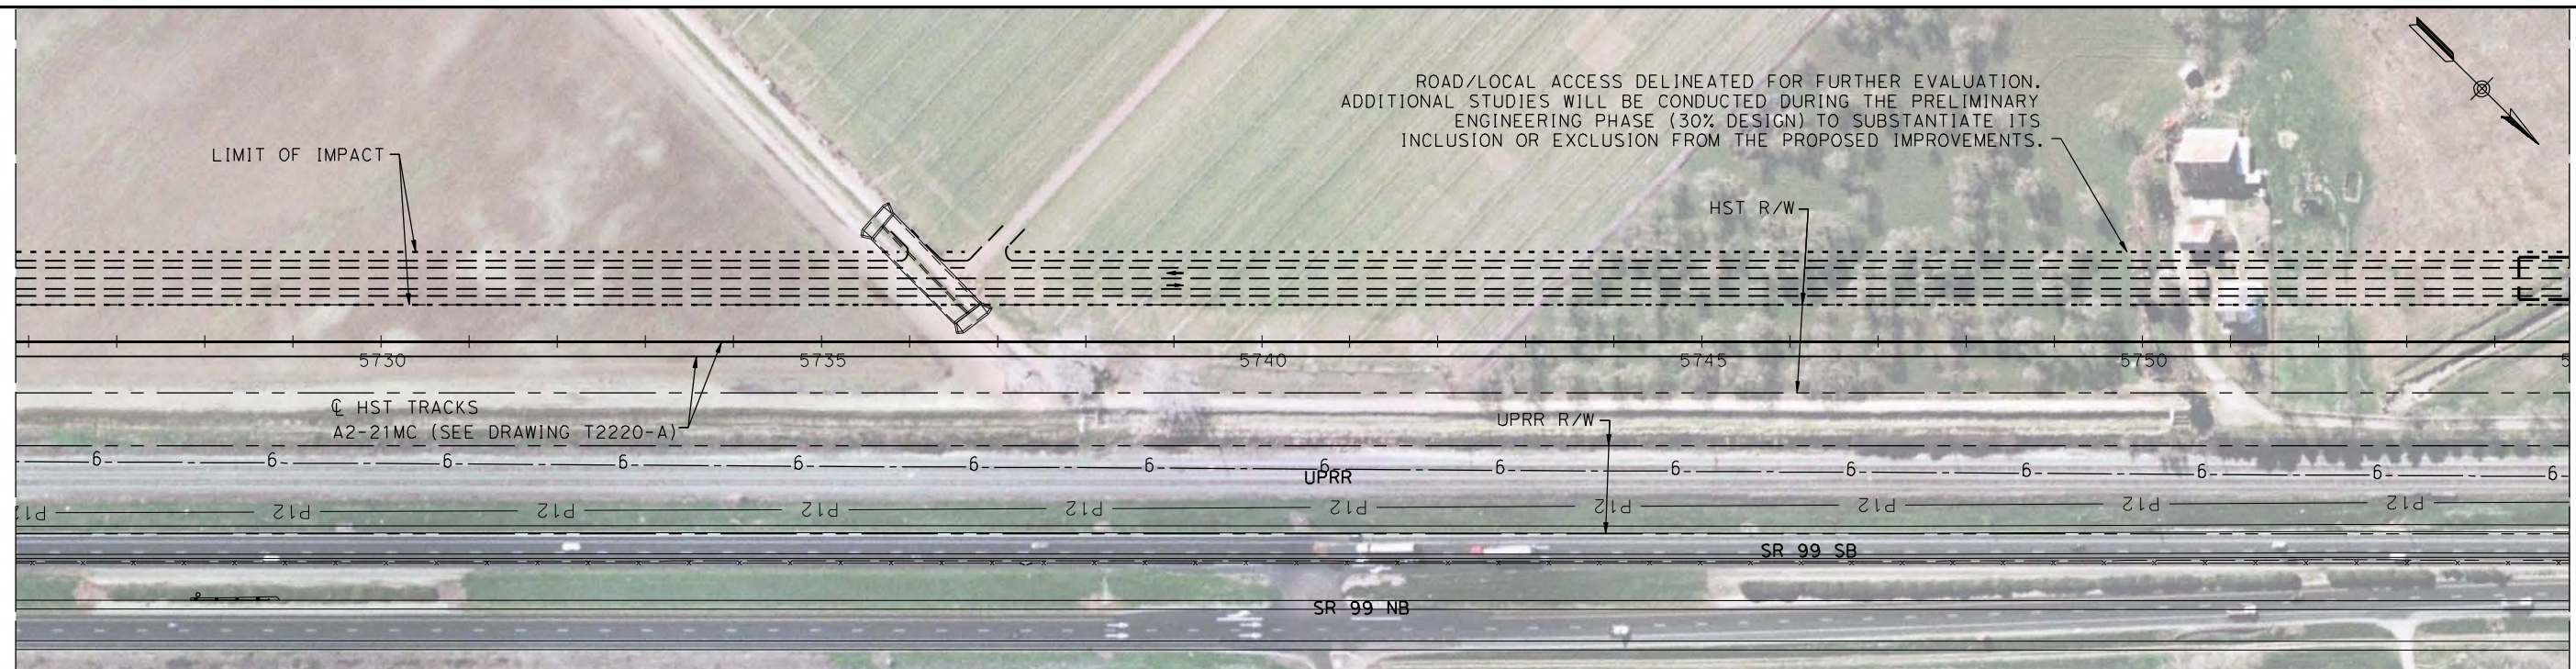 ROAD/LOCAL ACCESS DELINEATED FOR FURTHER EVALUATION.
ADDITIONAL STUDIES WILL BE CONDUCTED DURING THE PRELIMINARY
ENGINEERING PHASE (30% DESIGN) TO SUBSTANTIATE ITS
INCLUSION OR EXCLUSION FROM THE PROPOSED IMPROVEMENTS.
LIMIT OF IMPACT
HST R/W
5730 5735 5740 5745 5750 5
℄ HST TRACKS
A2-21MC (SEE DRAWING T2220-A)
UPRR R/W
6 6 6 6 6 6 6 6 6 6 6 6 6 6 6
UPRR
P12 P12 P12 P12 P12 P12 P12 P12 P12 P12
SR 99 SB
SR 99 NB